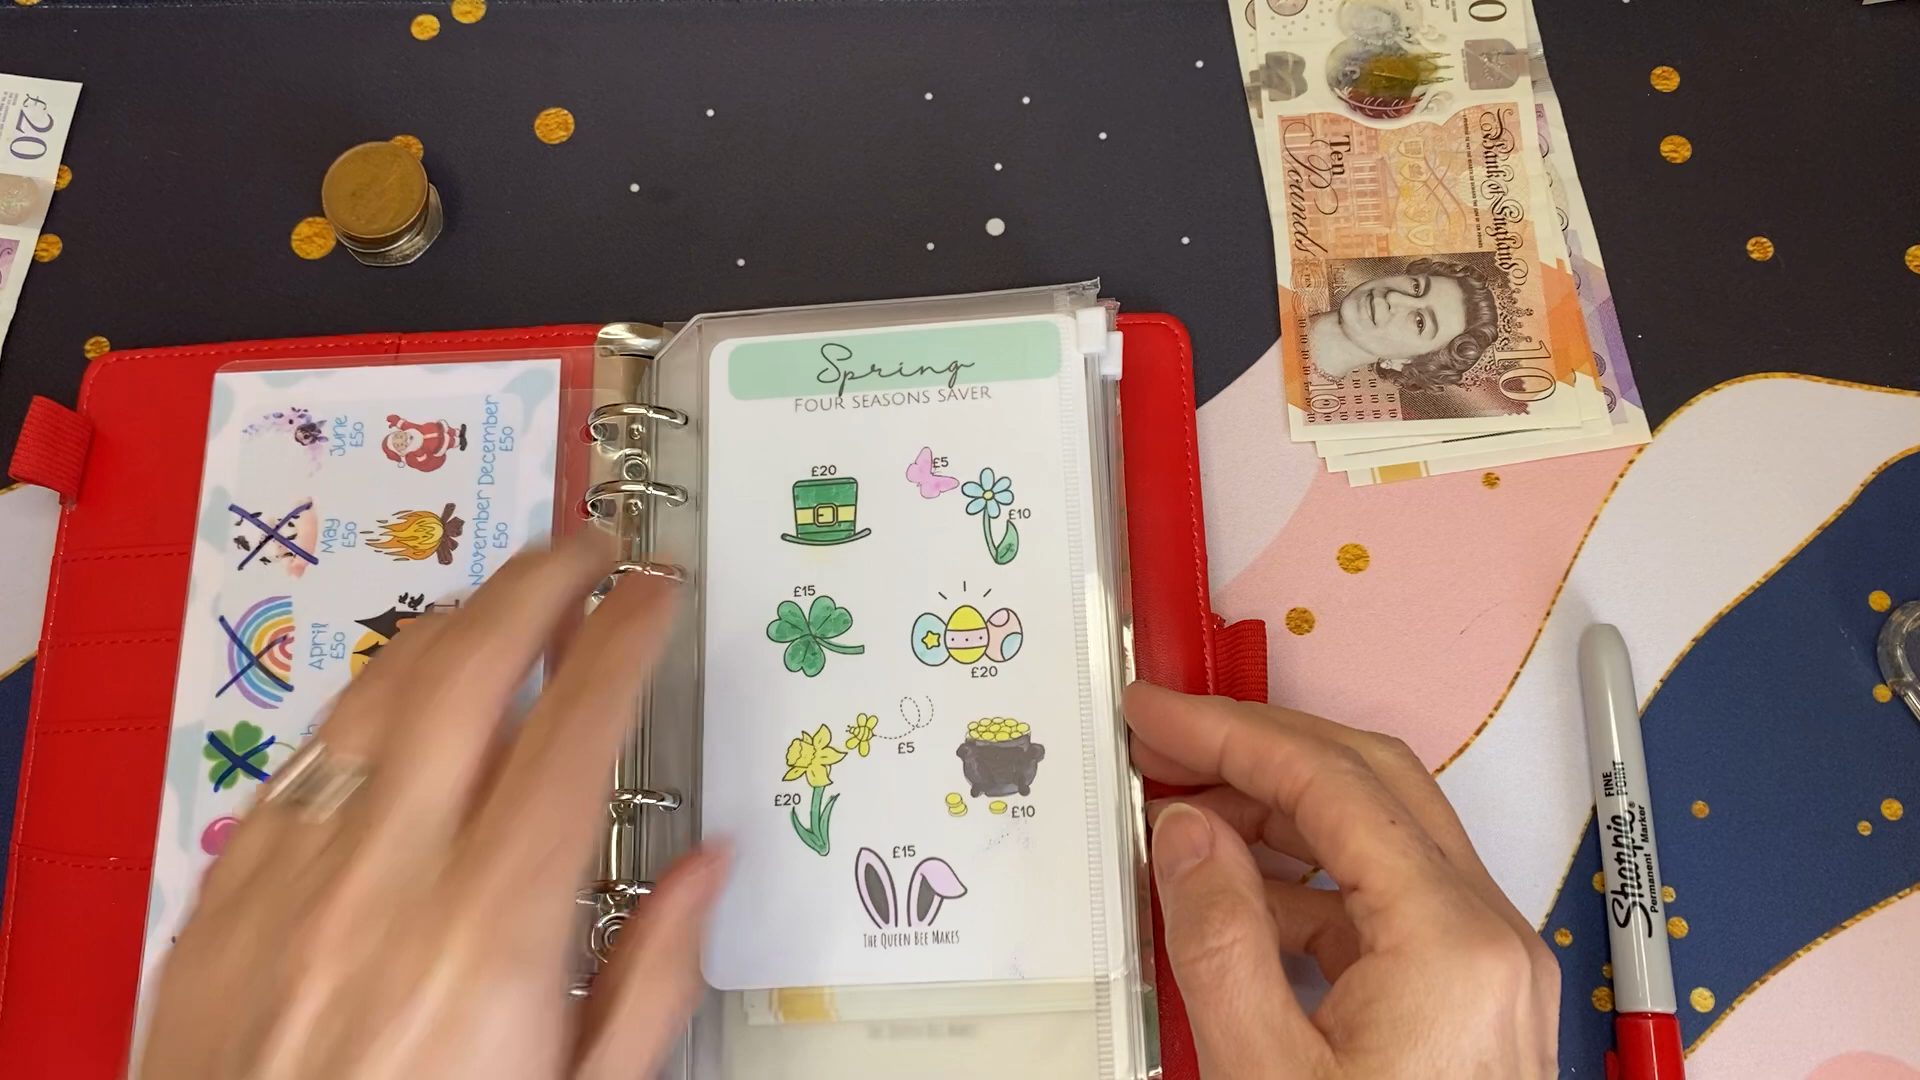 £20
Bank of England
Ten
Pounds
10
10
June
£50
May
£50
April
£50
December
£50
November
£50
Spring
FOUR SEASONS SAVER
£20
£5
£10
£15
£20
£5
£20
£10
£15
THE QUEEN BEE MAKES
FINE
POINT
Sharpie
Permanent Marker